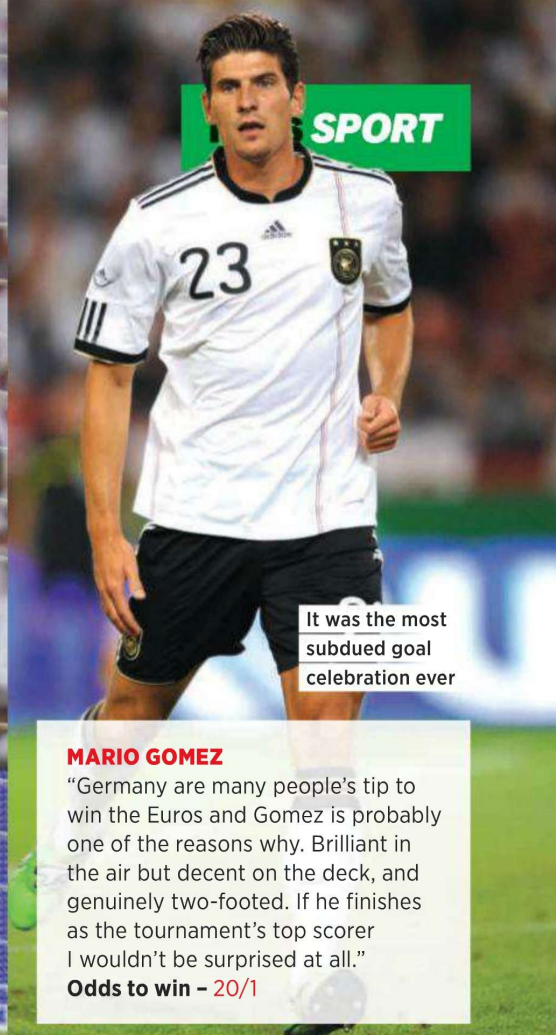 SPORT
adidas
23
It was the most
subdued goal
celebration ever
MARIO GOMEZ
“Germany are many people’s tip to
win the Euros and Gomez is probably
one of the reasons why. Brilliant in
the air but decent on the deck, and
genuinely two-footed. If he finishes
as the tournament’s top scorer
I wouldn’t be surprised at all.”
Odds to win – 20/1